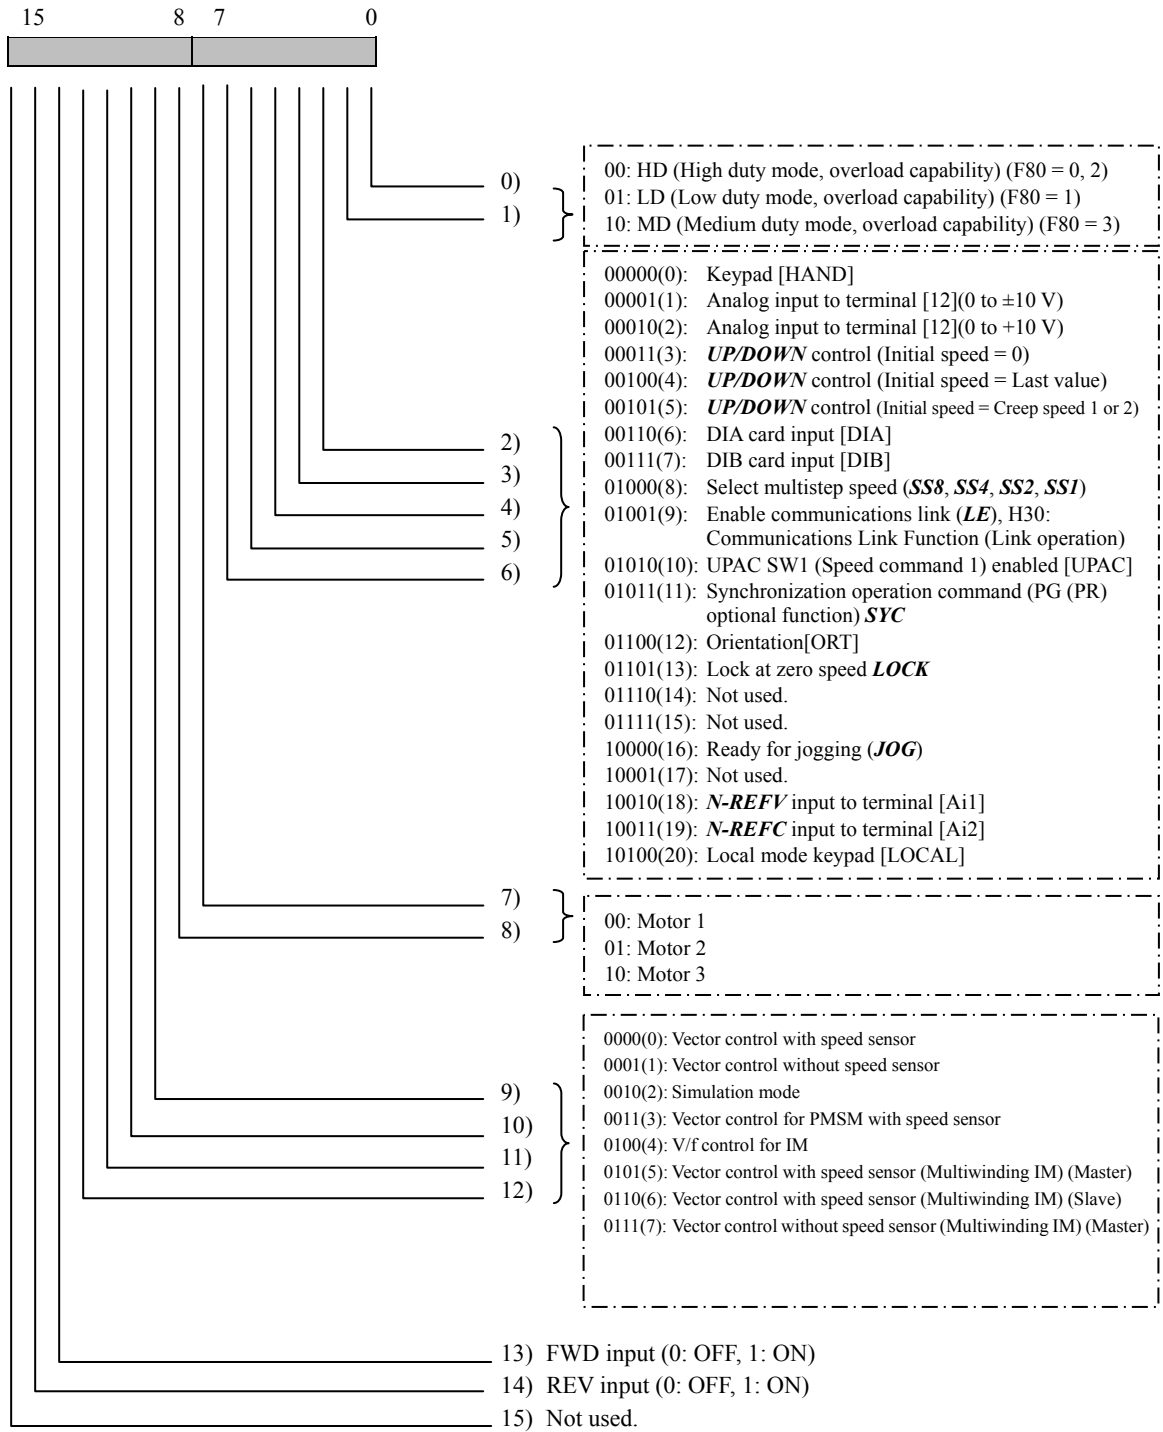 15 8 7 0
0)
1)
00: HD (High duty mode, overload capability) (F80 = 0, 2)
01: LD (Low duty mode, overload capability) (F80 = 1)
10: MD (Medium duty mode, overload capability) (F80 = 3)
2)
3)
4)
5)
6)
00000(0): Keypad [HAND]
00001(1): Analog input to terminal [12](0 to ±10 V)
00010(2): Analog input to terminal [12](0 to +10 V)
00011(3): UP/DOWN control (Initial speed = 0)
00100(4): UP/DOWN control (Initial speed = Last value)
00101(5): UP/DOWN control (Initial speed = Creep speed 1 or 2)
00110(6): DIA card input [DIA]
00111(7): DIB card input [DIB]
01000(8): Select multistep speed (SS8, SS4, SS2, SS1)
01001(9): Enable communications link (LE), H30:
Communications Link Function (Link operation)
01010(10): UPAC SW1 (Speed command 1) enabled [UPAC]
01011(11): Synchronization operation command (PG (PR)
optional function) SYC
01100(12): Orientation[ORT]
01101(13): Lock at zero speed LOCK
01110(14): Not used.
01111(15): Not used.
10000(16): Ready for jogging (JOG)
10001(17): Not used.
10010(18): N-REFV input to terminal [Ai1]
10011(19): N-REFC input to terminal [Ai2]
10100(20): Local mode keypad [LOCAL]
7)
8)
00: Motor 1
01: Motor 2
10: Motor 3
9)
10)
11)
12)
0000(0): Vector control with speed sensor
0001(1): Vector control without speed sensor
0010(2): Simulation mode
0011(3): Vector control for PMSM with speed sensor
0100(4): V/f control for IM
0101(5): Vector control with speed sensor (Multiwinding IM) (Master)
0110(6): Vector control with speed sensor (Multiwinding IM) (Slave)
0111(7): Vector control without speed sensor (Multiwinding IM) (Master)
13) FWD input (0: OFF, 1: ON)
14) REV input (0: OFF, 1: ON)
15) Not used.